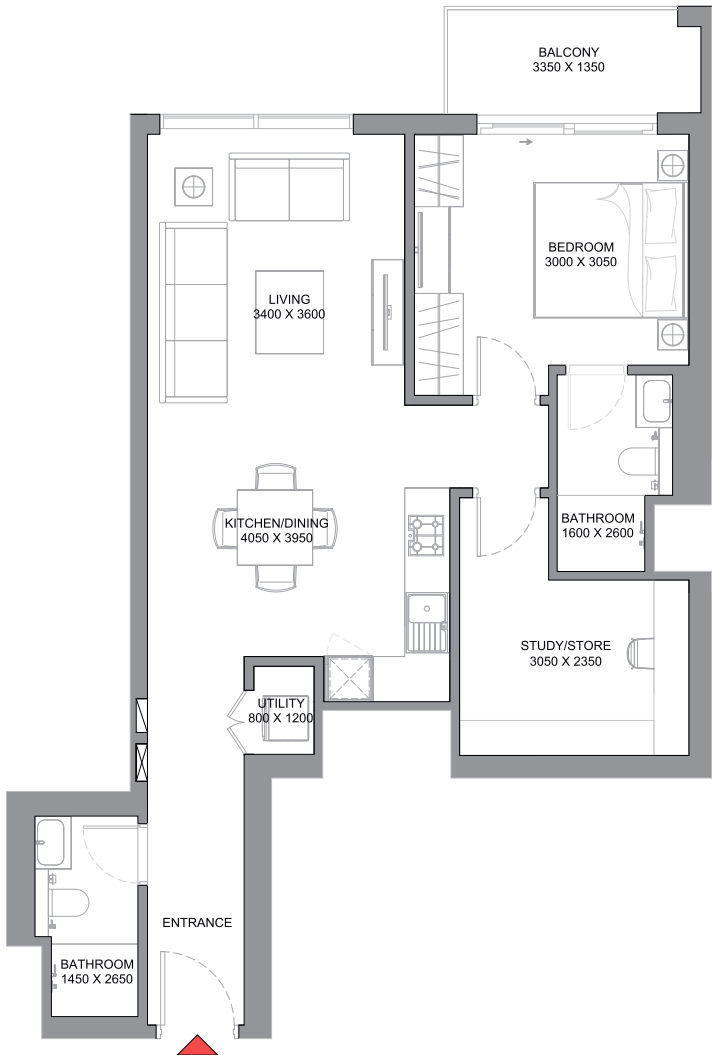 BALCONY
3350 X 1350
BEDROOM
3000 X 3050
LIVING
3400 X 3600
KITCHEN/DINING
4050 X 3950
BATHROOM
1600 X 2600
STUDY/STORE
3050 X 2350
UTILITY
800 X 1200
ENTRANCE
BATHROOM
1450 X 2650